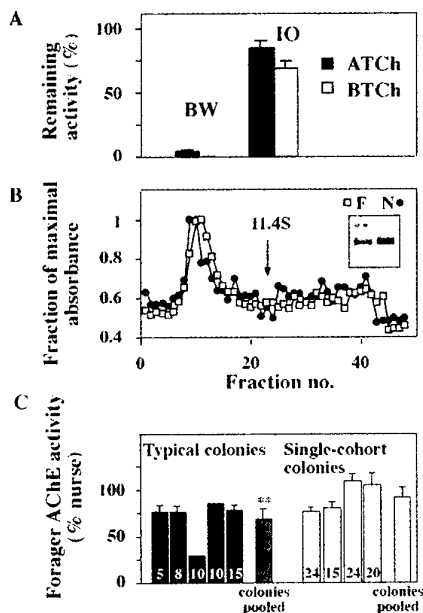 A
Remaining activity (%)
75
50
0
BW
IO
ATCh
BTCh
B
Fraction of maximal absorbance
1
0.8
0.6
0.4
11.4S
F N
0
20
40
Fraction no.
C
Forager AChE activity (% nurse)
100
50
0
Typical colonies
Single-cohort colonies
**
5 8 10 10 15
24 15 24 20
colonies pooled
colonies pooled